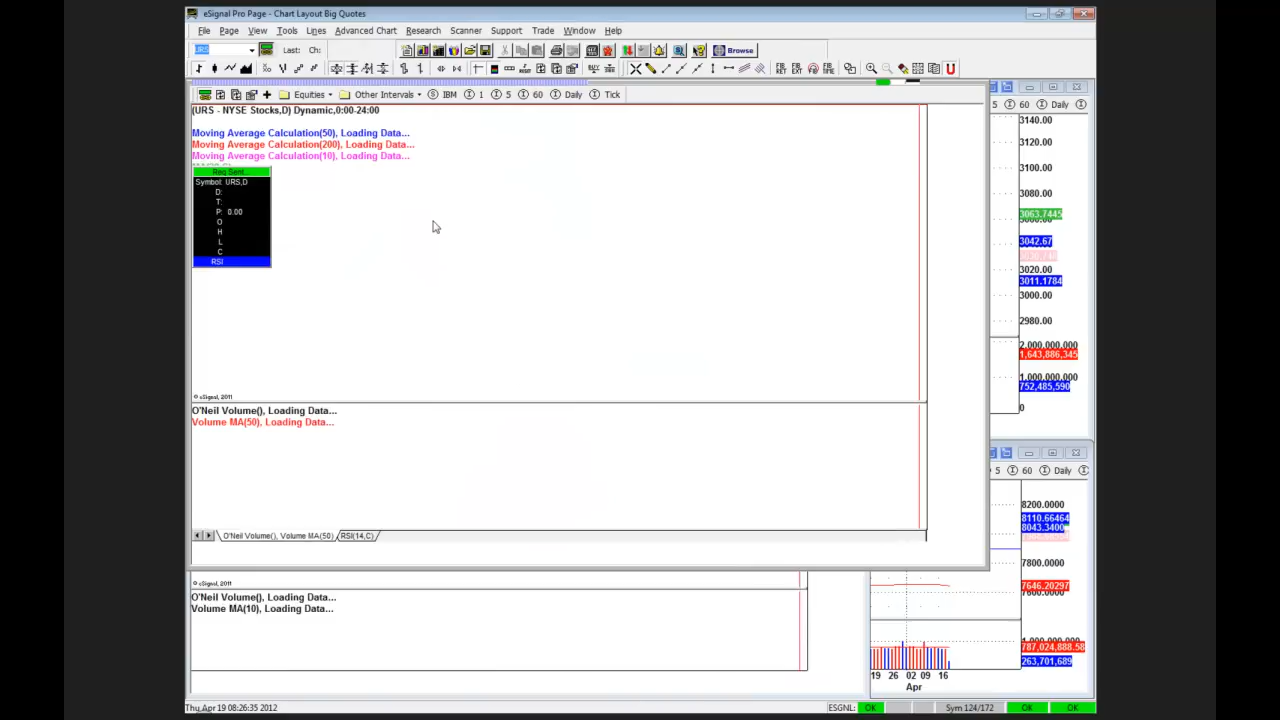 eSignal Pro Page - Chart Layout Big Quotes
File Page View Tools Lines Advanced Chart Research Scanner Support Trade Window Help
URS Last: Ch: Browse
Equities Other Intervals IBM 1 5 60 Daily Tick
(URS - NYSE Stocks,D) Dynamic,0:00-24:00
Moving Average Calculation(50), Loading Data...
Moving Average Calculation(200), Loading Data...
Moving Average Calculation(10), Loading Data...
Req Sent...
Symbol: URS,D
D:
T:
P: 0.00
O
H
L
C
RSI
© eSignal, 2011
O'Neil Volume(), Loading Data...
Volume MA(50), Loading Data...
O'Neil Volume(), Volume MA(50) RSI(14,C)
© eSignal, 2011
O'Neil Volume(), Loading Data...
Volume MA(10), Loading Data...
5 60 Daily
3140.00
3120.00
3100.00
3080.00
3063.7445
3042.67
3020.00
3011.1784
3000.00
2980.00
2,000,000,000
1,643,886,345
1,000,000,000
752,485,590
0
5 60 Daily
8200.0000
8110.66464
8043.3400
7800.0000
7646.20297
7600.0000
1,000,000,000
787,024,888.58
263,701,689
19 26 02 09 16
Apr
Thu,Apr 19 08:26:35 2012 ESGNL: OK Sym 124/172 OK OK